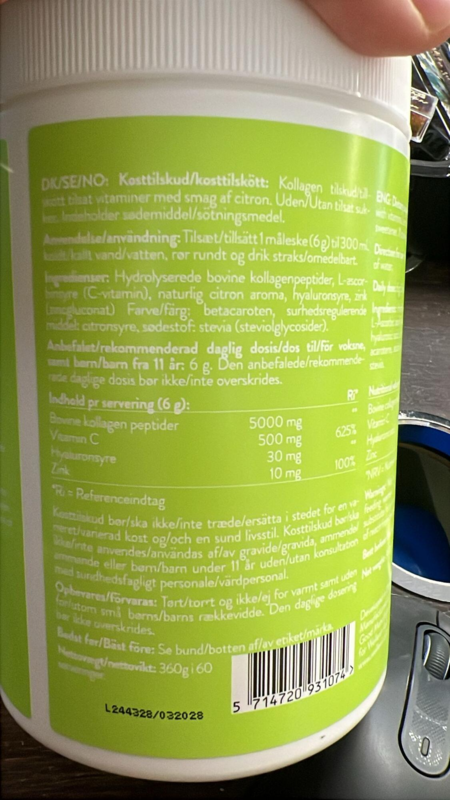 DK/SE/NO: Kosttilskud/kosttilskött: Kollagen tilskud/till-
skott tilsat vitaminer med smag af citron. Uden/Utan tilsat suk-
ker. Indeholder sødemiddel/sötningsmedel.
Anvendelse/användning: Tilsæt/tillsätt 1 måleske (6 g) til 300 mL
koldt/kallt vand/vatten, rør rundt og drik straks/omedelbart.
Ingredienser: Hydrolyserede bovine kollagenpeptider, L-ascor-
binsyre (C-vitamin), naturlig citron aroma, hyaluronsyre, zink
(zincgluconat) Farve/färg: betacaroten, surhedsregulerende
middel: citronsyre, sødestof: stevia (steviolglycosider).
Anbefalet/rekommenderad daglig dosis/dos til/för voksne,
samt børn/barn fra 11 år: 6 g. Den anbefalede/rekommende-
rade daglige dosis bør ikke/inte overskrides.
Indhold pr servering (6 g): RI*
Bovine kollagen peptider 5000 mg **
Vitamin C 500 mg 625%
Hyaluronsyre 30 mg **
Zink 10 mg 100%
*Ri = Referenceindtag
Kosttilskud bør/ska ikke/inte træde/ersätta i stedet for en va-
rieret/varierad kost og/och en sund livsstil. Kosttilskud bør/ska
ikke/inte anvendes/användas af/av gravide/gravida, ammende/
ammende eller børn/barn under 11 år uden/utan konsultation
med sundhedsfagligt personale/vårdpersonal.
Opbevares/förvaras: Tørt/torrt og ikke/ej for varmt samt uden
for/utom små børns/barns rækkevidde. Den daglige dosering
bør ikke overskrides.
Bedst før/Bäst före: Se bund/botten af/av etiket/märka.
Nettovægt/nettovikt: 360g i 60
serveringer.
L244328/032028
5 714720 931074 >